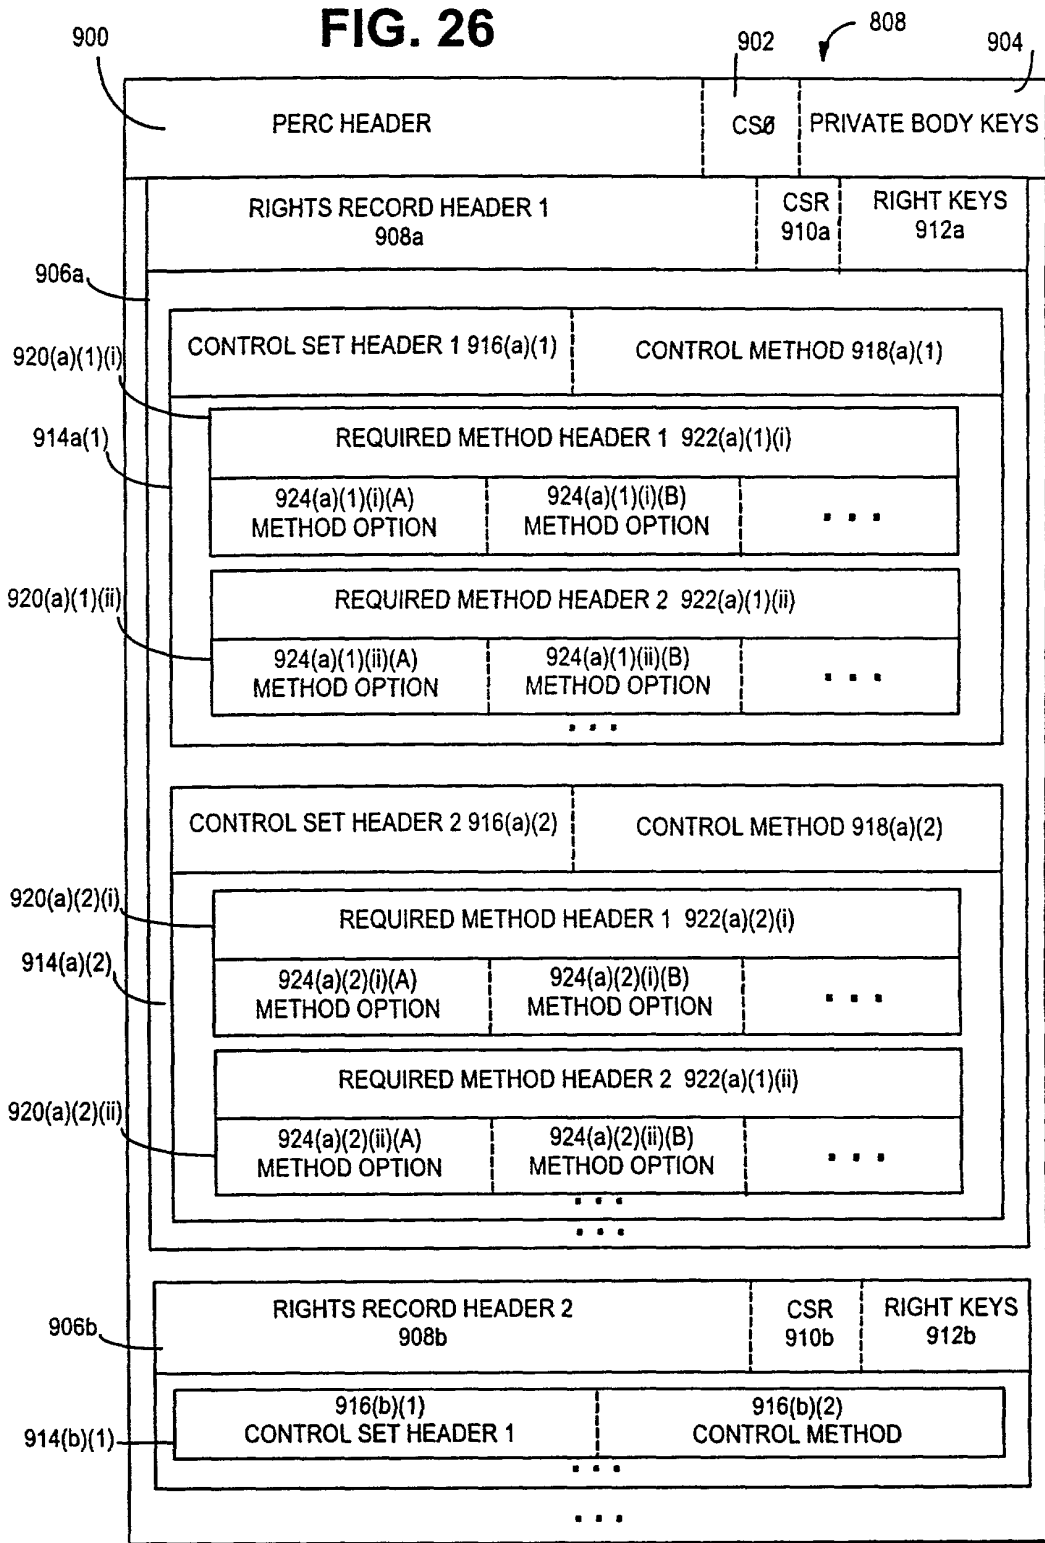 FIG. 26
900
902
808
904
PERC HEADER
CSØ
PRIVATE BODY KEYS
RIGHTS RECORD HEADER 1
908a
CSR
910a
RIGHT KEYS
912a
906a
CONTROL SET HEADER 1 916(a)(1)
CONTROL METHOD 918(a)(1)
920(a)(1)(i)
914a(1)
REQUIRED METHOD HEADER 1 922(a)(1)(i)
924(a)(1)(i)(A)
METHOD OPTION
924(a)(1)(i)(B)
METHOD OPTION
. . .
920(a)(1)(ii)
REQUIRED METHOD HEADER 2 922(a)(1)(ii)
924(a)(1)(ii)(A)
METHOD OPTION
924(a)(1)(ii)(B)
METHOD OPTION
. . .
. . .
CONTROL SET HEADER 2 916(a)(2)
CONTROL METHOD 918(a)(2)
920(a)(2)(i)
914(a)(2)
REQUIRED METHOD HEADER 1 922(a)(2)(i)
924(a)(2)(i)(A)
METHOD OPTION
924(a)(2)(i)(B)
METHOD OPTION
. . .
920(a)(2)(ii)
REQUIRED METHOD HEADER 2 922(a)(1)(ii)
924(a)(2)(ii)(A)
METHOD OPTION
924(a)(2)(ii)(B)
METHOD OPTION
. . .
. . .
. . .
906b
RIGHTS RECORD HEADER 2
908b
CSR
910b
RIGHT KEYS
912b
914(b)(1)
916(b)(1)
CONTROL SET HEADER 1
916(b)(2)
CONTROL METHOD
. . .
. . .